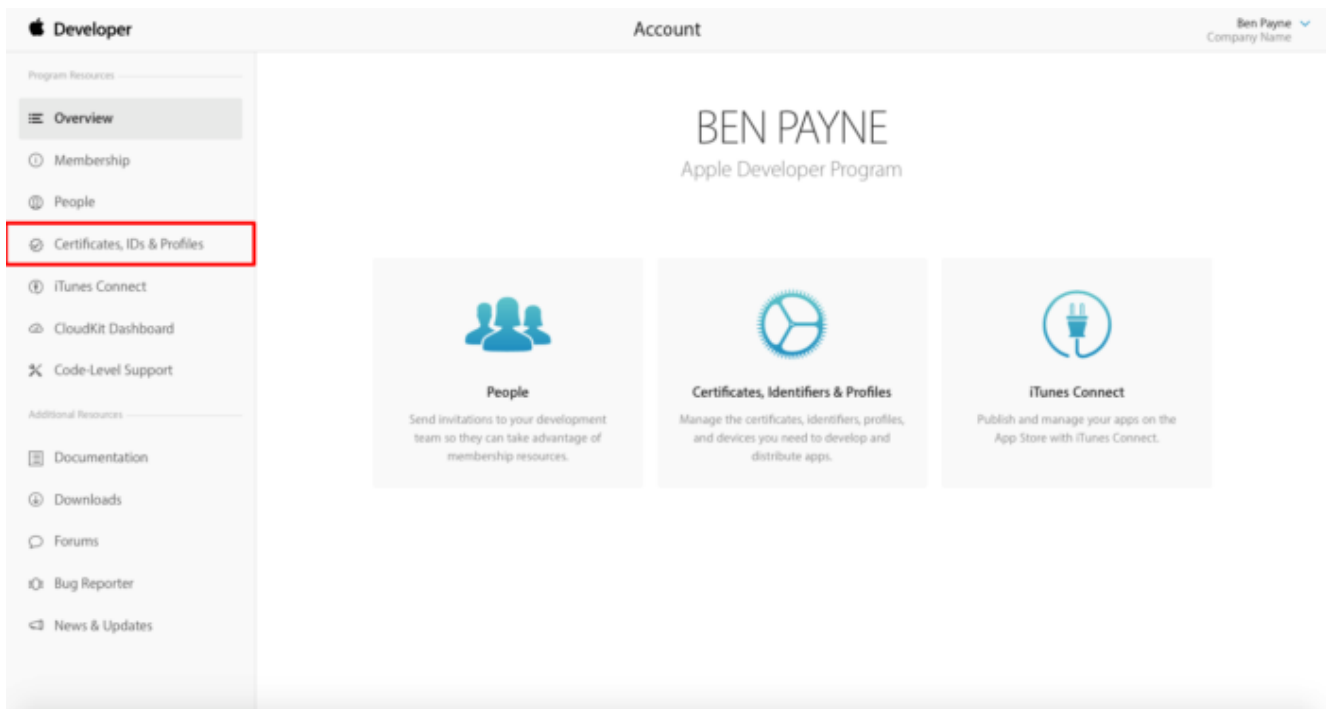 Developer
Account
Ben Payne
Company Name
Program Resources
Overview
Membership
People
Certificates, IDs & Profiles
iTunes Connect
CloudKit Dashboard
Code-Level Support
Additional Resources
Documentation
Downloads
Forums
Bug Reporter
News & Updates
BEN PAYNE
Apple Developer Program
People
Send invitations to your development
team so they can take advantage of
membership resources.
Certificates, Identifiers & Profiles
Manage the certificates, identifiers, profiles,
and devices you need to develop and
distribute apps.
iTunes Connect
Publish and manage your apps on the
App Store with iTunes Connect.